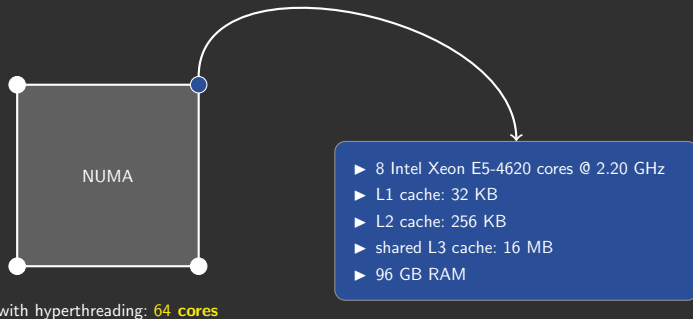 NUMA
► 8 Intel Xeon E5-4620 cores @ 2.20 GHz
► L1 cache: 32 KB
► L2 cache: 256 KB
► shared L3 cache: 16 MB
► 96 GB RAM
with hyperthreading: 64 cores